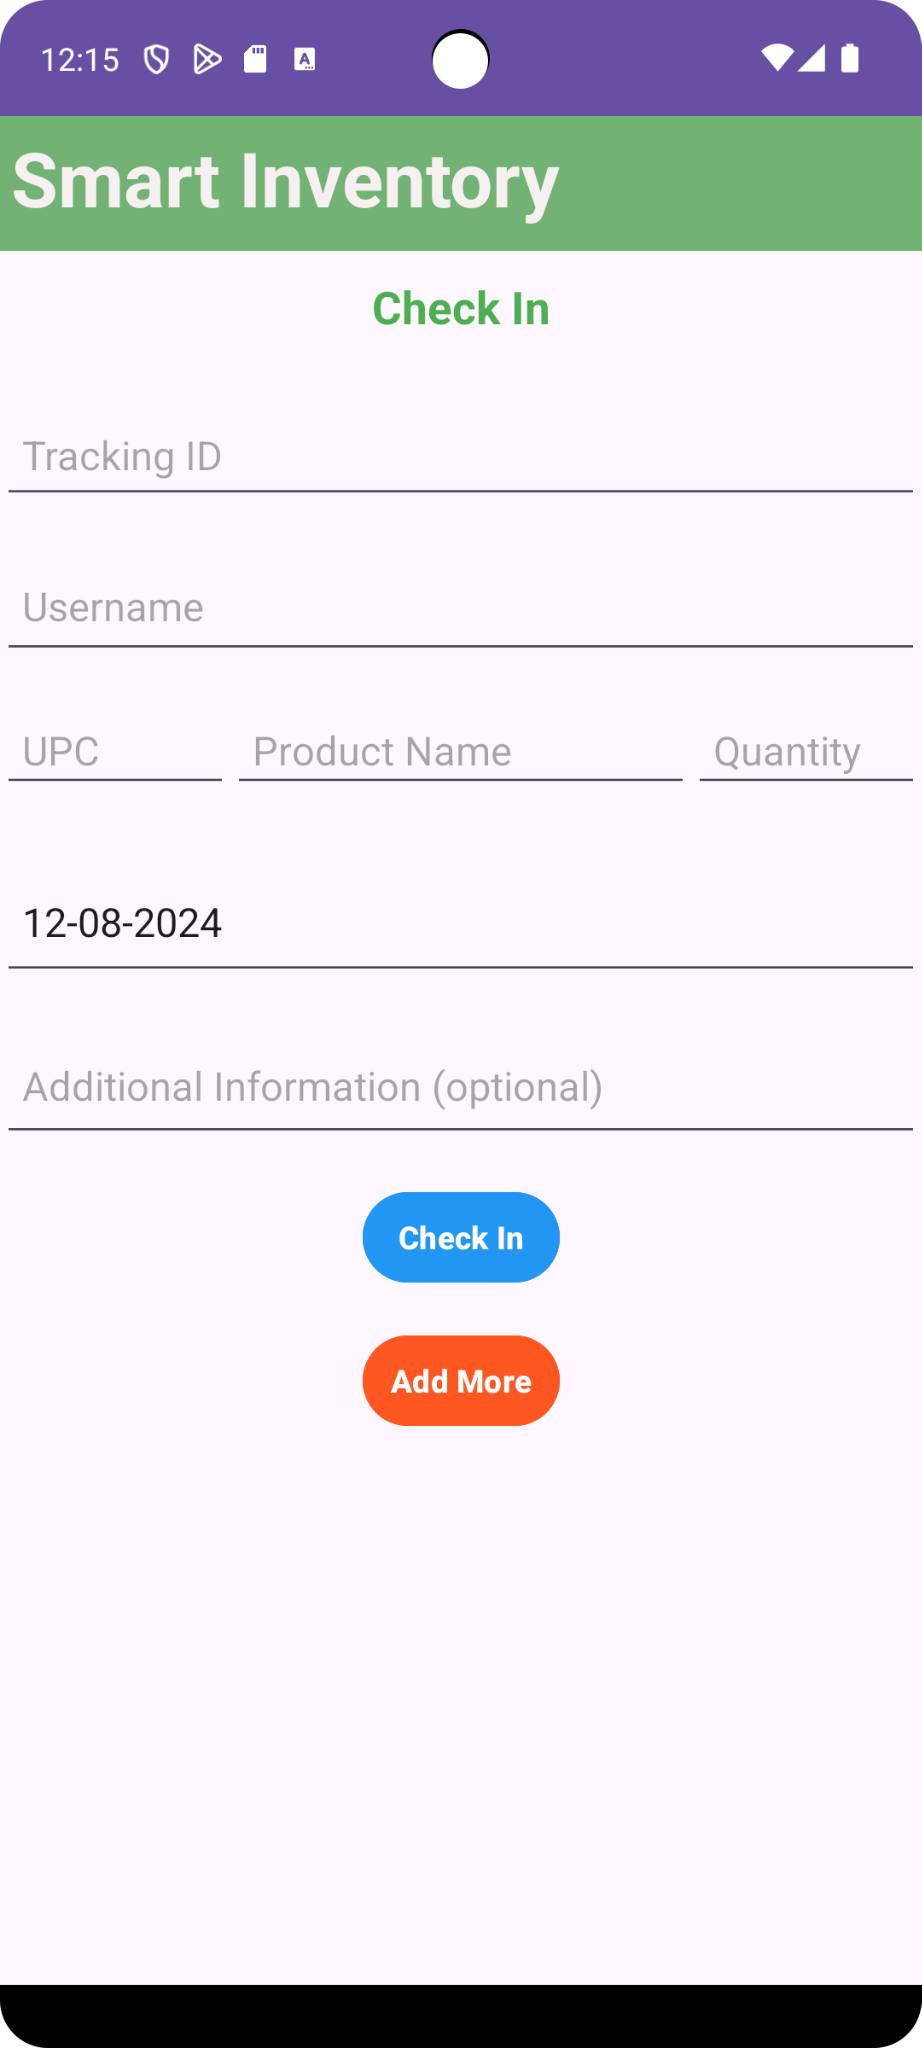 12:15
Smart Inventory
Check In
Tracking ID
Username
UPC Product Name Quantity
12-08-2024
Additional Information (optional)
Check In
Add More